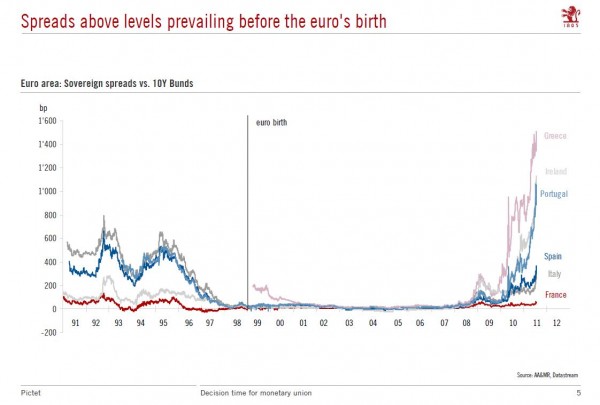 Spreads above levels prevailing before the euro's birth
1805
Euro area: Sovereign spreads vs. 10Y Bunds
bp
1'600
1'400
1'200
1'000
800
600
400
200
0
-200
euro birth
Greece
Ireland
Portugal
Spain
Italy
France
91 92 93 94 95 96 97 98 99 00 01 02 03 04 05 06 07 08 09 10 11 12
Source: AA&MR, Datastream
Pictet
Decision time for monetary union
5